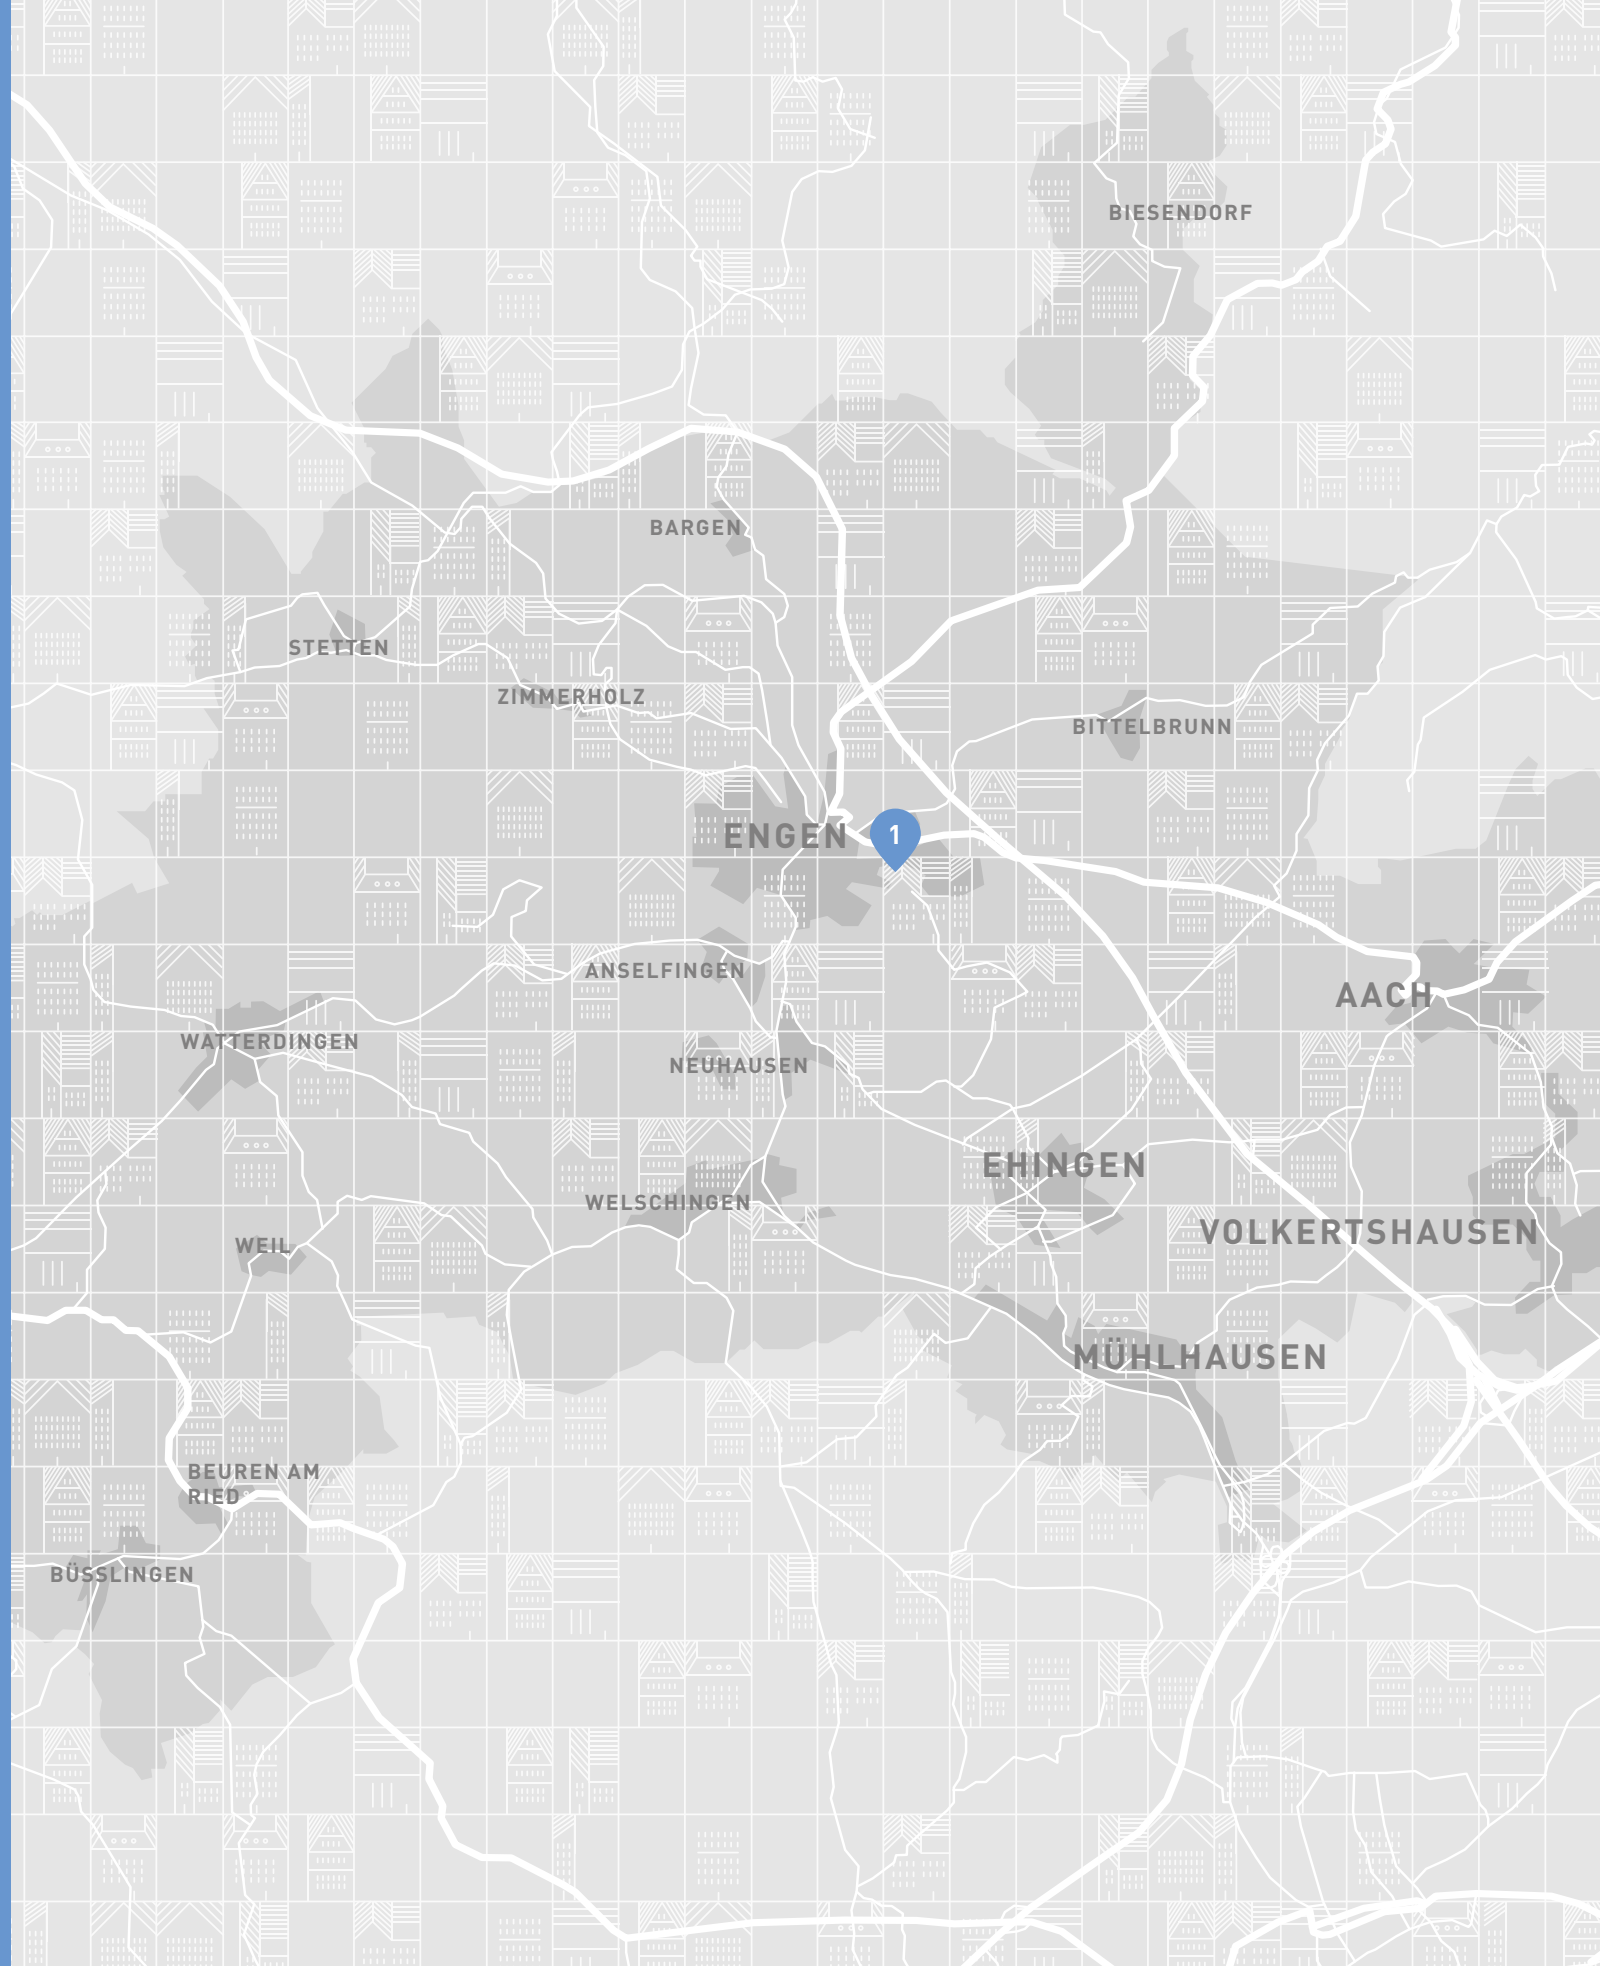 BIESENDORF
BARGEN
STETTEN
ZIMMERHOLZ
BITTELBRUNN
ENGEN
1
ANSELFINGEN
AACH
WATTERDINGEN
NEUHAUSEN
EHINGEN
WELSCHINGEN
VOLKERTSHAUSEN
WEIL
MÜHLHAUSEN
BEUREN AM
RIED
BÜSSLINGEN